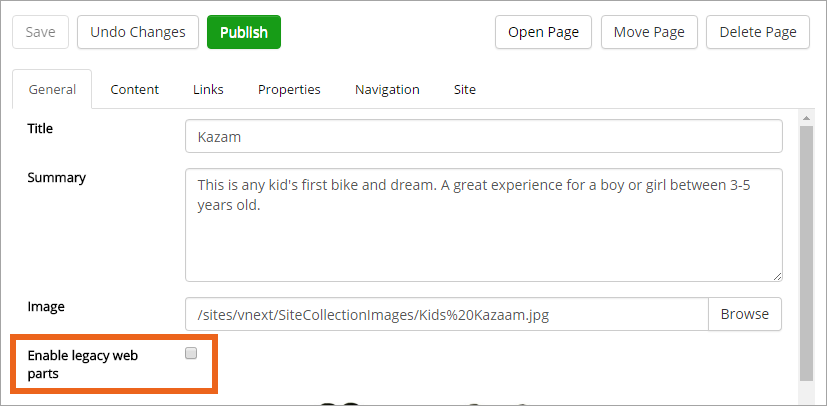 Save Undo Changes Publish Open Page Move Page Delete Page
General Content Links Properties Navigation Site
Title Kazam
Summary This is any kid's first bike and dream. A great experience for a boy or girl between 3-5
years old.
Image /sites/vnext/SiteCollectionImages/Kids%20Kazaam.jpg Browse
Enable legacy web
parts